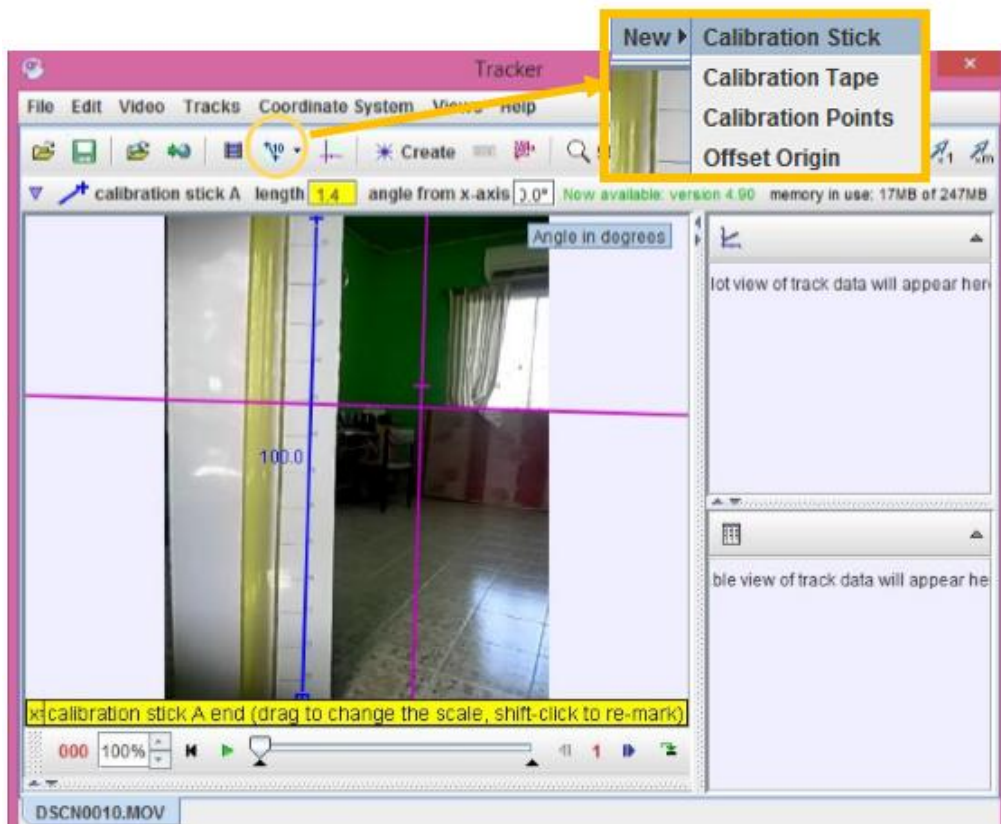 New Calibration Stick
Calibration Tape
Calibration Points
Offset Origin
Tracker
File Edit Video Tracks Coordinate System Views Help
10 Create
calibration stick A length 1.4 angle from x-axis 0.0° Now available: version 4.90 memory in use: 17MB of 247MB
Angle in degrees
lot view of track data will appear her
100.0
ble view of track data will appear he
calibration stick A end (drag to change the scale, shift-click to re-mark)
000 100% 1
DSCN0010.MOV